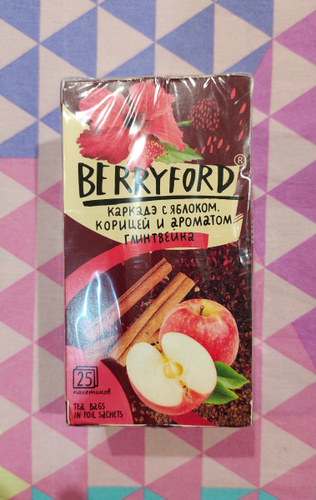 BERRYFORD®
КАРКАДЭ С ЯБЛОКОМ,
КОРИЦЕЙ И АРОМАТОМ
ГЛИНТВЕЙНА
25
пакетиков
TEA BAGS
IN FOIL SACHETS